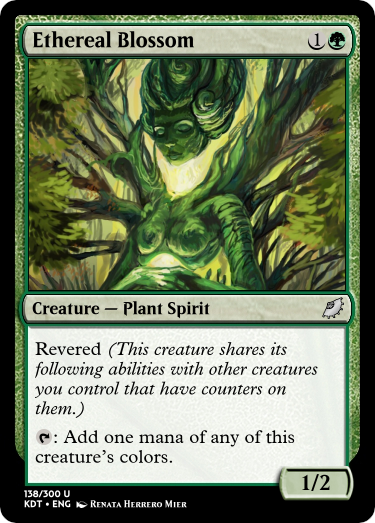 Ethereal Blossom 1
Creature — Plant Spirit
Revered (This creature shares its
following abilities with other creatures
you control that have counters on
them.)
: Add one mana of any of this
creature's colors.
1/2
138/300 U
KDT • ENG Renata Herrero Mier